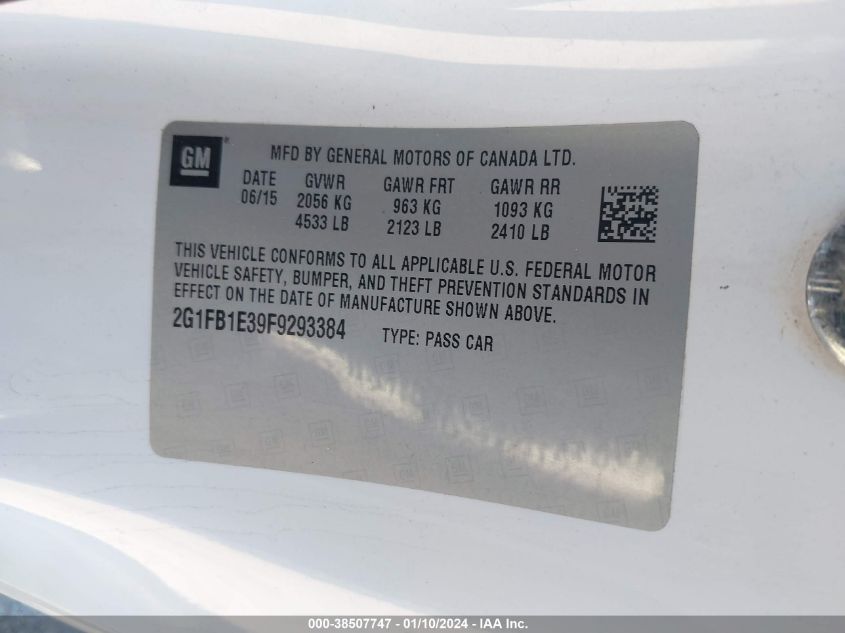 GM®
MFD BY GENERAL MOTORS OF CANADA LTD.
DATE GVWR GAWR FRT GAWR RR
06/15 2056 KG 963 KG 1093 KG
4533 LB 2123 LB 2410 LB
THIS VEHICLE CONFORMS TO ALL APPLICABLE U.S. FEDERAL MOTOR
VEHICLE SAFETY, BUMPER, AND THEFT PREVENTION STANDARDS IN
EFFECT ON THE DATE OF MANUFACTURE SHOWN ABOVE.
2G1FB1E39F9293384 TYPE: PASS CAR
000-38507747 - 01/10/2024 - IAA Inc.